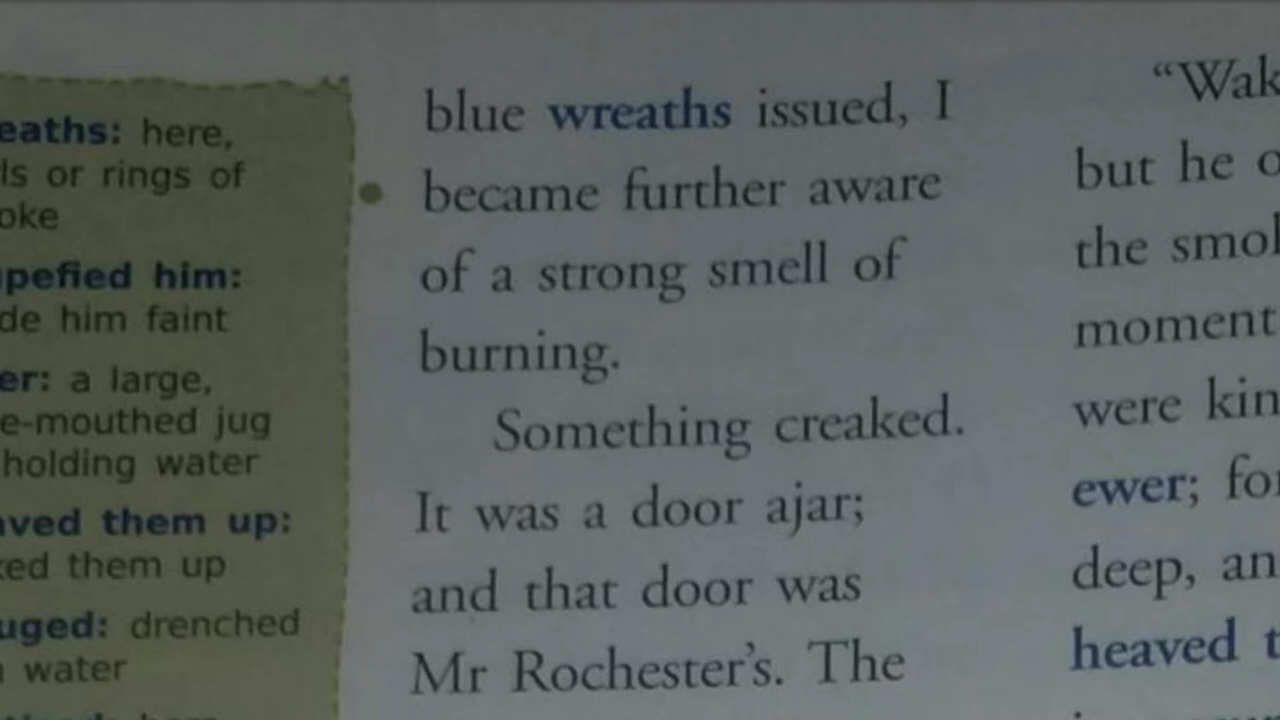 eaths: here,
ls or rings of
oke
pefied him:
de him faint
er: a large,
e-mouthed jug
holding water
aved them up:
ked them up
uged: drenched
water
blue wreaths issued, I
became further aware
of a strong smell of
burning.
Something creaked.
It was a door ajar;
and that door was
Mr Rochester's. The
“Wak
but he o
the smok
moment
were kin
ewer; for
deep, an
heaved t